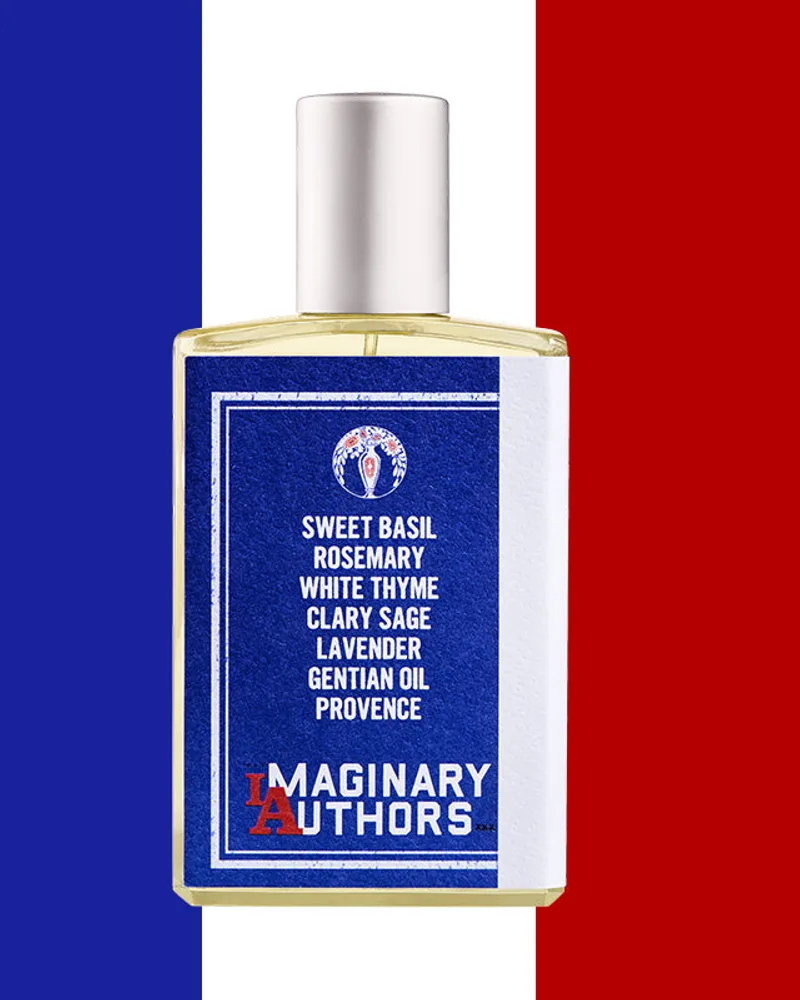 SWEET BASIL
ROSEMARY
WHITE THYME
CLARY SAGE
LAVENDER
GENTIAN OIL
PROVENCE
IMAGINARY
AUTHORS